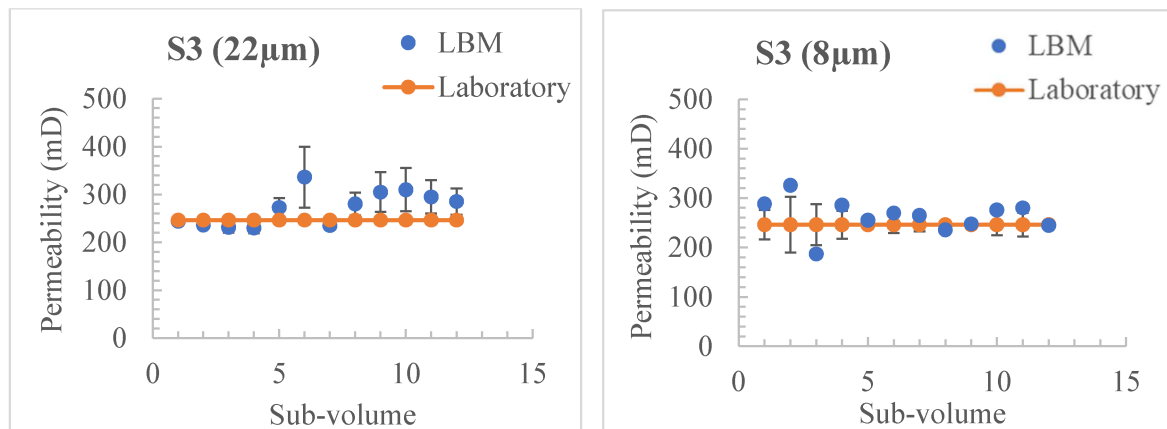 S3 (22μm)
LBM
Laboratory
Permeability (mD)
500
400
300
200
100
0
0
5
10
15
Sub-volume
S3 (8μm)
LBM
Laboratory
Permeability (mD)
500
400
300
200
100
0
0
5
10
15
Sub-volume